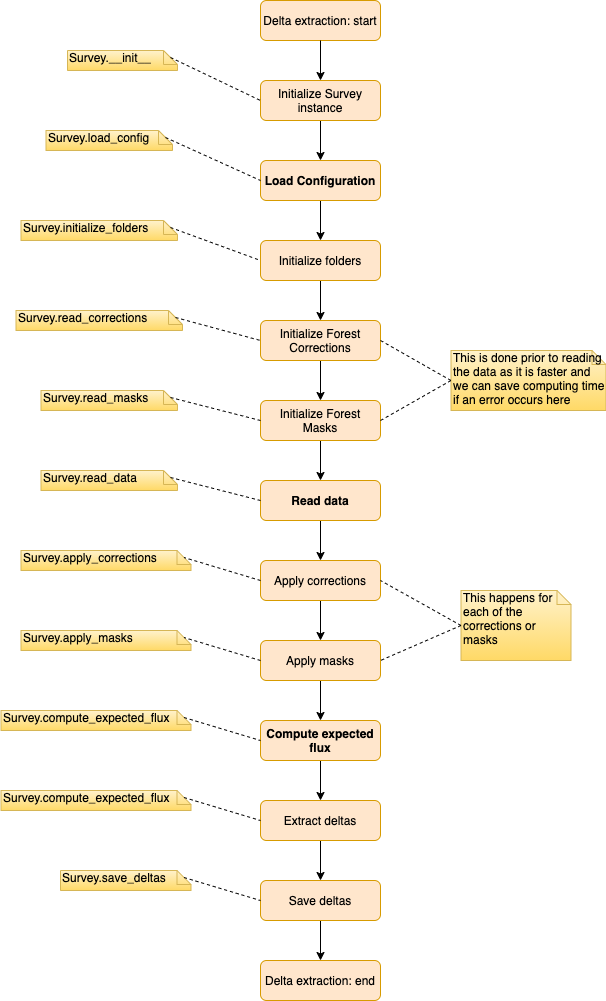 Delta extraction: start
Survey.__init__
Initialize Survey
instance
Survey.load_config
Load Configuration
Survey.initialize_folders
Initialize folders
Survey.read_corrections
Initialize Forest
Corrections
This is done prior to reading
the data as it is faster and
we can save computing time
if an error occurs here
Survey.read_masks
Initialize Forest
Masks
Survey.read_data
Read data
Survey.apply_corrections
Apply corrections
This happens for
each of the
corrections or
masks
Survey.apply_masks
Apply masks
Survey.compute_expected_flux
Compute expected
flux
Survey.compute_expected_flux
Extract deltas
Survey.save_deltas
Save deltas
Delta extraction: end